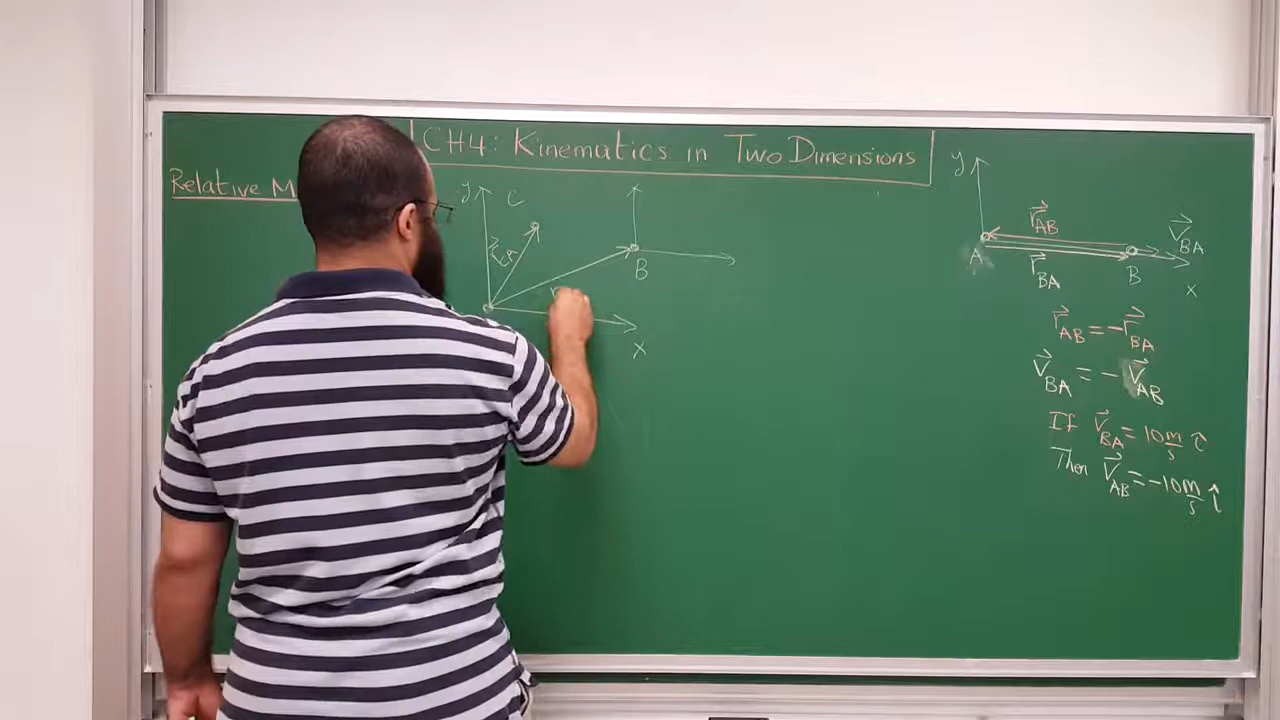 CH4: Kinematics in Two Dimensions
Relative M
y
C
r⃗CA
B
r
x
y
r⃗AB
V⃗BA
A
r⃗BA
B
x
r⃗AB = -r⃗BA
V⃗BA = -V⃗AB
If V⃗BA = 10 m/s î
Then V⃗AB = -10 m/s î